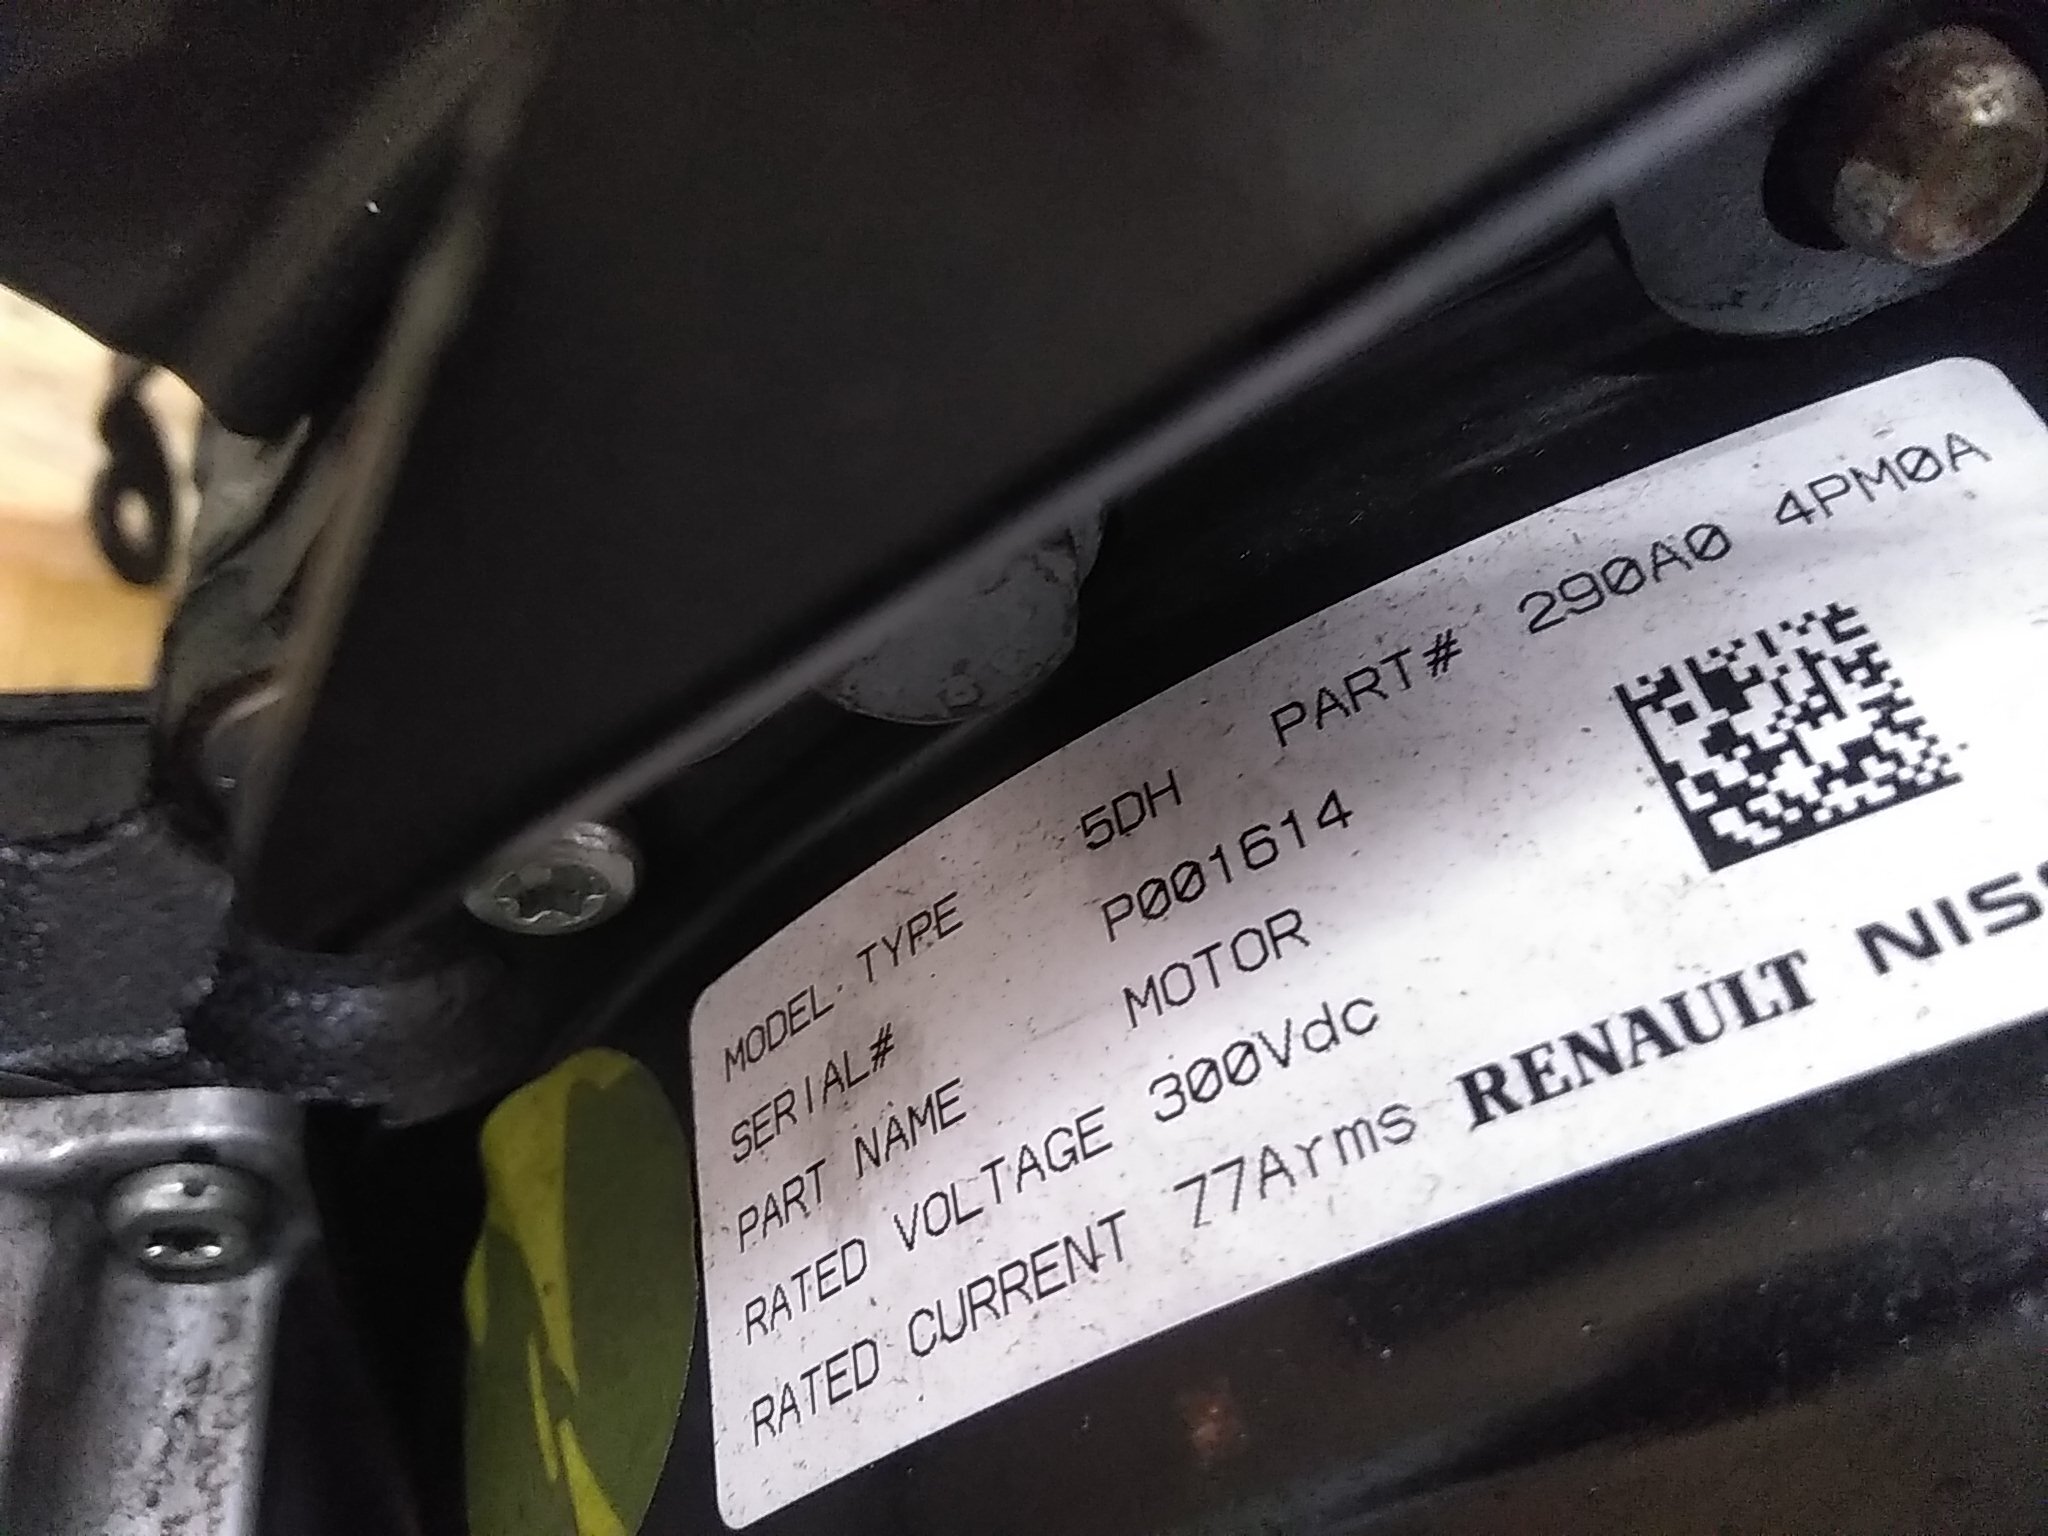 MODEL TYPE 5DH PART# 290A0 4PM0A
SERIAL# P001614
PART NAME MOTOR
RATED VOLTAGE 300Vdc
RATED CURRENT 77Arms RENAULT NIS